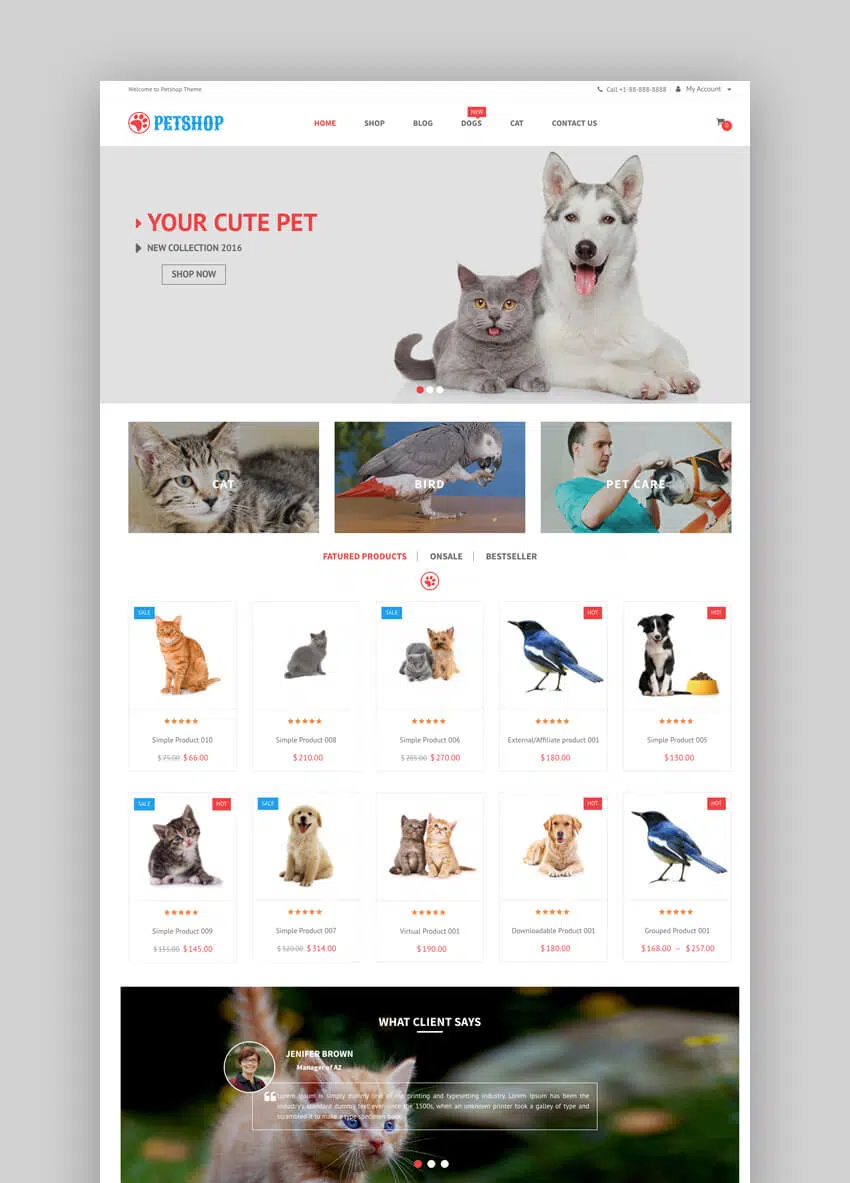 Welcome to Petshop Theme
Call +1-88-888-8888 | My Account
PETSHOP
HOME SHOP BLOG NEW DOGS CAT CONTACT US
0
YOUR CUTE PET
NEW COLLECTION 2016
SHOP NOW
CAT BIRD PET CARE
FATURED PRODUCTS | ONSALE | BESTSELLER
SALE SALE HOT HOT
Simple Product 010 Simple Product 008 Simple Product 006 External/Affiliate product 001 Simple Product 005
$75.00 $66.00 $210.00 $285.00 $270.00 $180.00 $130.00
SALE HOT SALE HOT HOT
Simple Product 009 Simple Product 007 Virtual Product 001 Downloadable Product 001 Grouped Product 001
$145.00 $320.00 $314.00 $190.00 $180.00 $168.00 – $257.00
WHAT CLIENT SAYS
JENIFER BROWN
Manager of AZ
Lorem Ipsum is simply dummy text of the printing and typesetting industry. Lorem Ipsum has been the
industry's standard dummy text ever since the 1500s, when an unknown printer took a galley of type and
scrambled it to make a type specimen book.